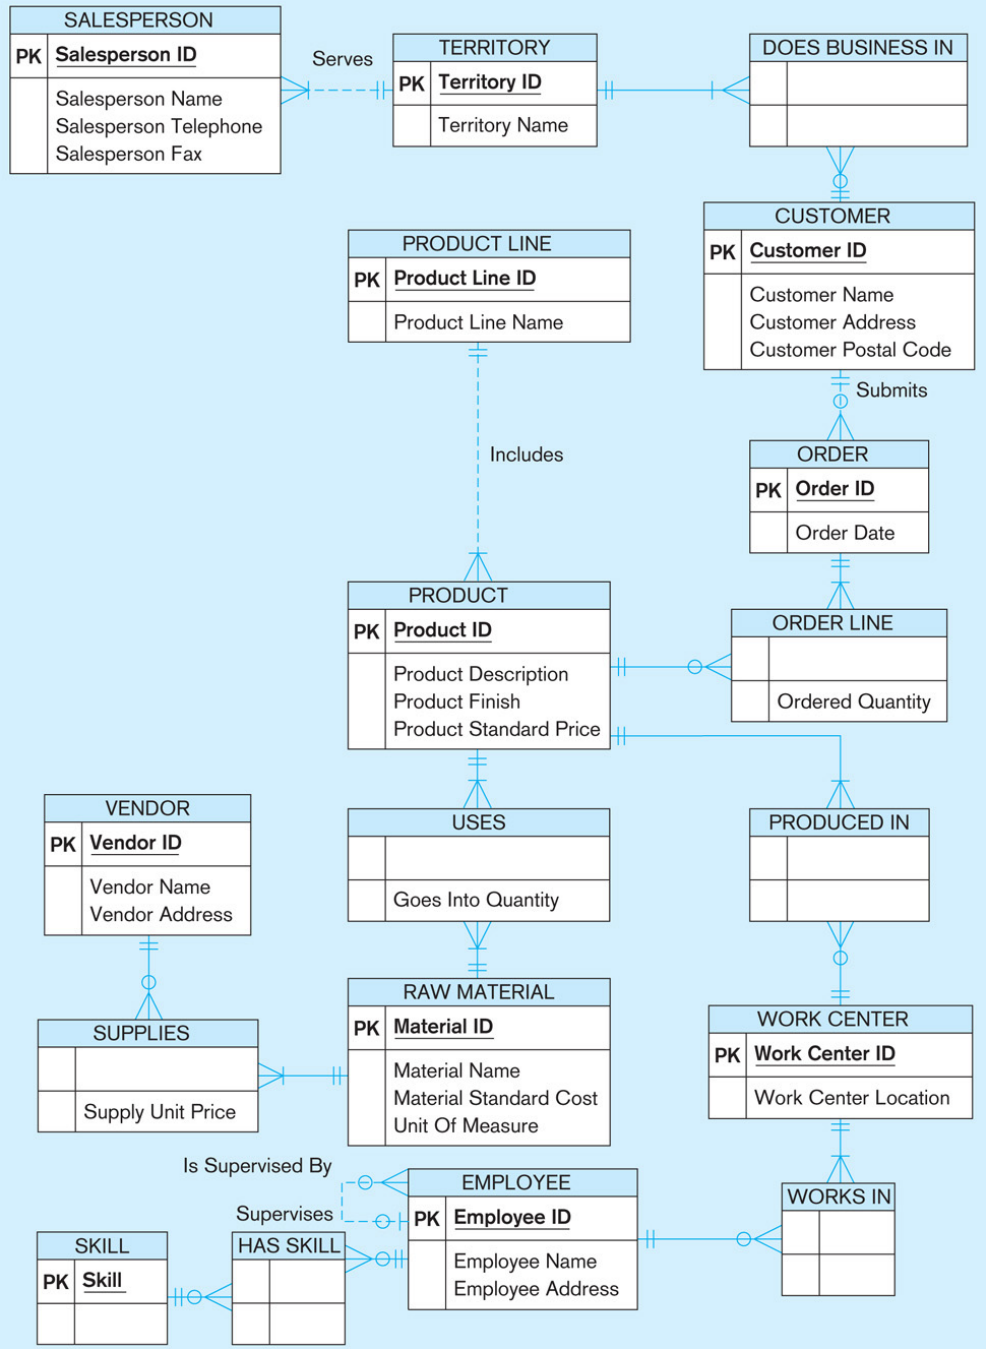 SALESPERSON
PK Salesperson ID
Salesperson Name
Salesperson Telephone
Salesperson Fax
Serves
TERRITORY
PK Territory ID
Territory Name
DOES BUSINESS IN
CUSTOMER
PK Customer ID
Customer Name
Customer Address
Customer Postal Code
PRODUCT LINE
PK Product Line ID
Product Line Name
Submits
Includes
ORDER
PK Order ID
Order Date
PRODUCT
PK Product ID
Product Description
Product Finish
Product Standard Price
ORDER LINE
Ordered Quantity
VENDOR
PK Vendor ID
Vendor Name
Vendor Address
USES
Goes Into Quantity
PRODUCED IN
SUPPLIES
Supply Unit Price
RAW MATERIAL
PK Material ID
Material Name
Material Standard Cost
Unit Of Measure
WORK CENTER
PK Work Center ID
Work Center Location
Is Supervised By
Supervises
EMPLOYEE
PK Employee ID
Employee Name
Employee Address
WORKS IN
SKILL
PK Skill
HAS SKILL